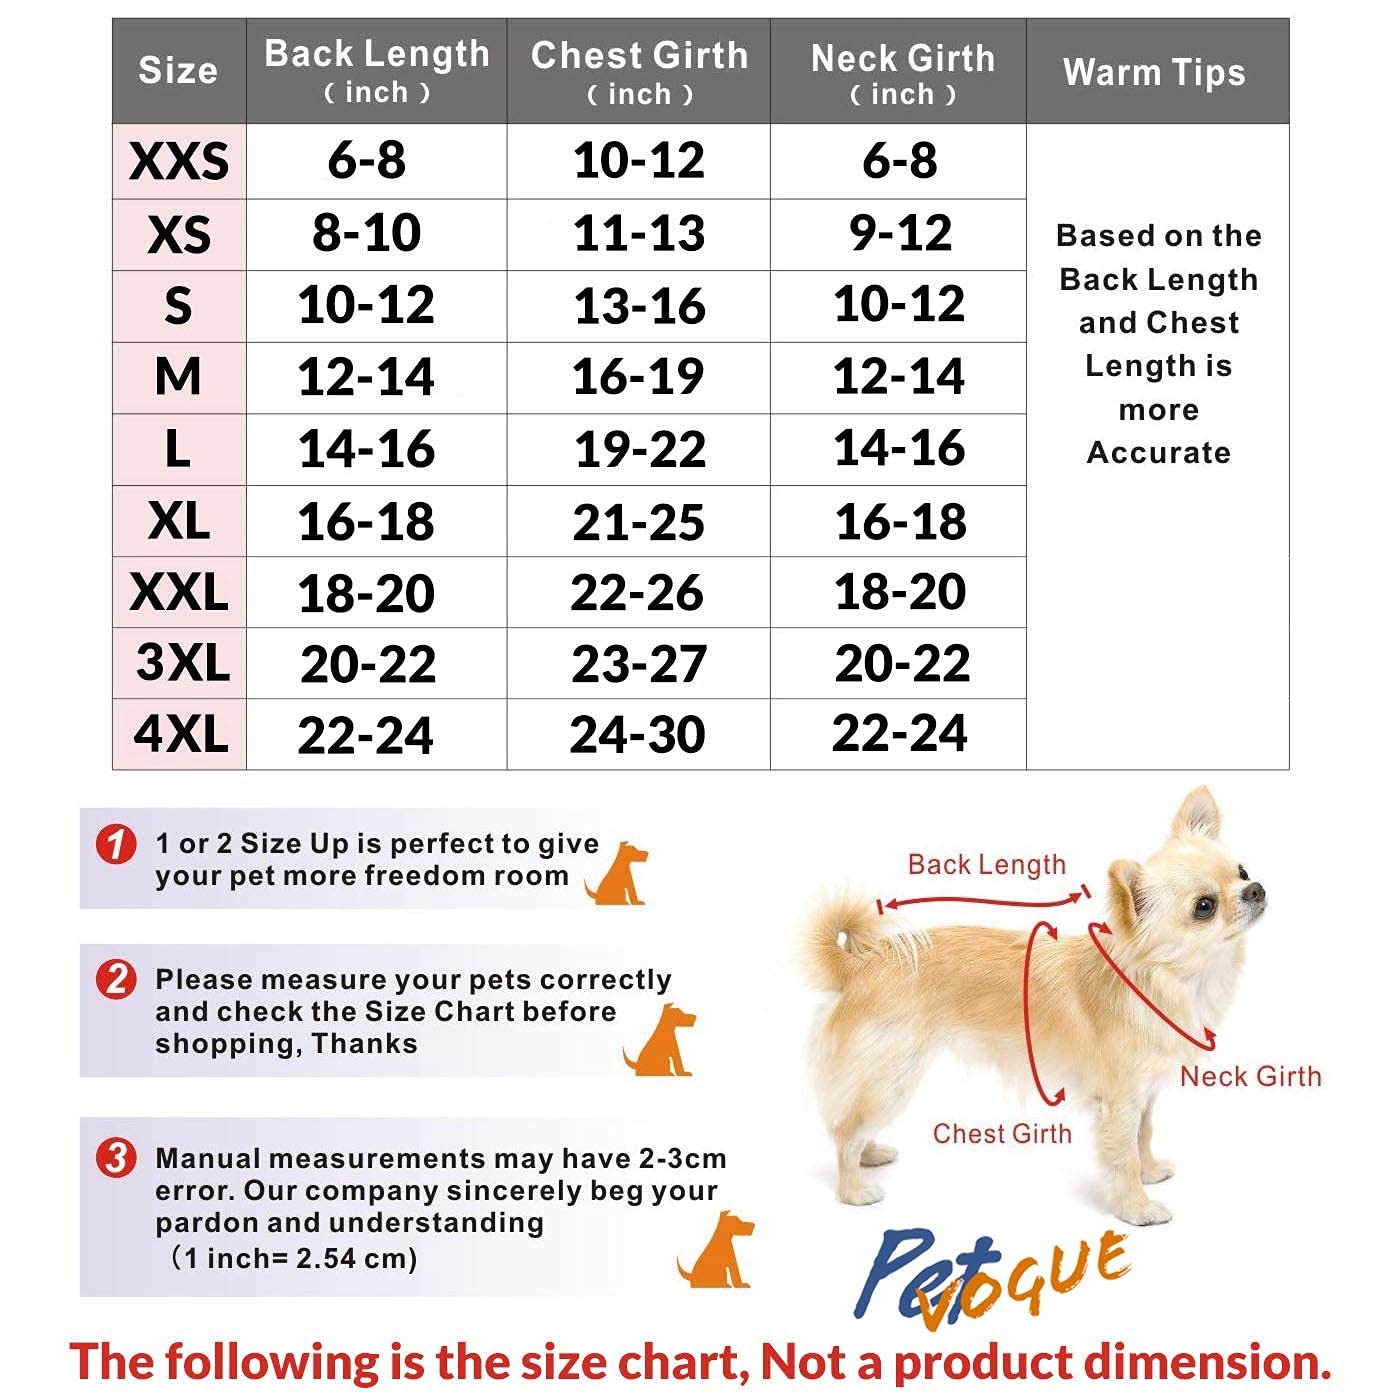 Size Back Length Chest Girth Neck Girth Warm Tips
( inch ) ( inch ) ( inch )
XXS 6-8 10-12 6-8
XS 8-10 11-13 9-12
S 10-12 13-16 10-12
M 12-14 16-19 12-14
L 14-16 19-22 14-16
XL 16-18 21-25 16-18
XXL 18-20 22-26 18-20
3XL 20-22 23-27 20-22
4XL 22-24 24-30 22-24
Based on the
Back Length
and Chest
Length is
more
Accurate
1 1 or 2 Size Up is perfect to give
your pet more freedom room
2 Please measure your pets correctly
and check the Size Chart before
shopping, Thanks
3 Manual measurements may have 2-3cm
error. Our company sincerely beg your
pardon and understanding
(1 inch= 2.54 cm)
Back Length
Neck Girth
Chest Girth
Pet VOGUE
The following is the size chart, Not a product dimension.